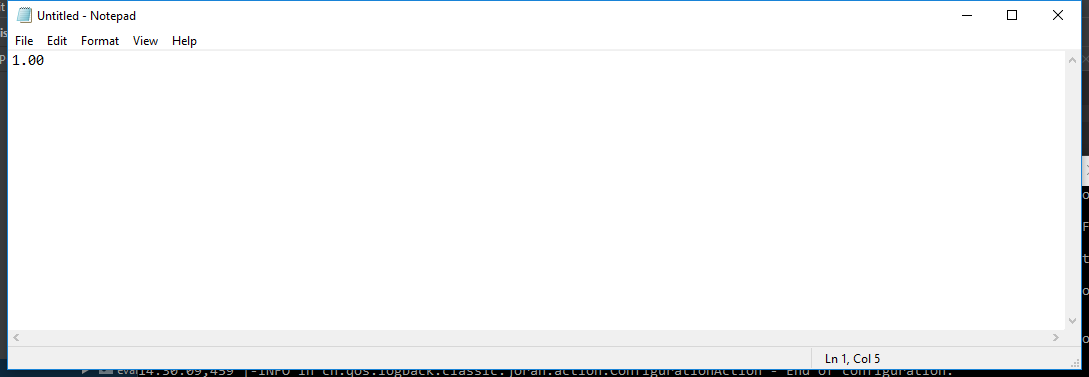 Untitled - Notepad
File Edit Format View Help
1.00
Ln 1, Col 5
14:30:09,459 |-INFO in ch.qos.logback.classic.joran.action.ConfigurationAction - End of configuration.